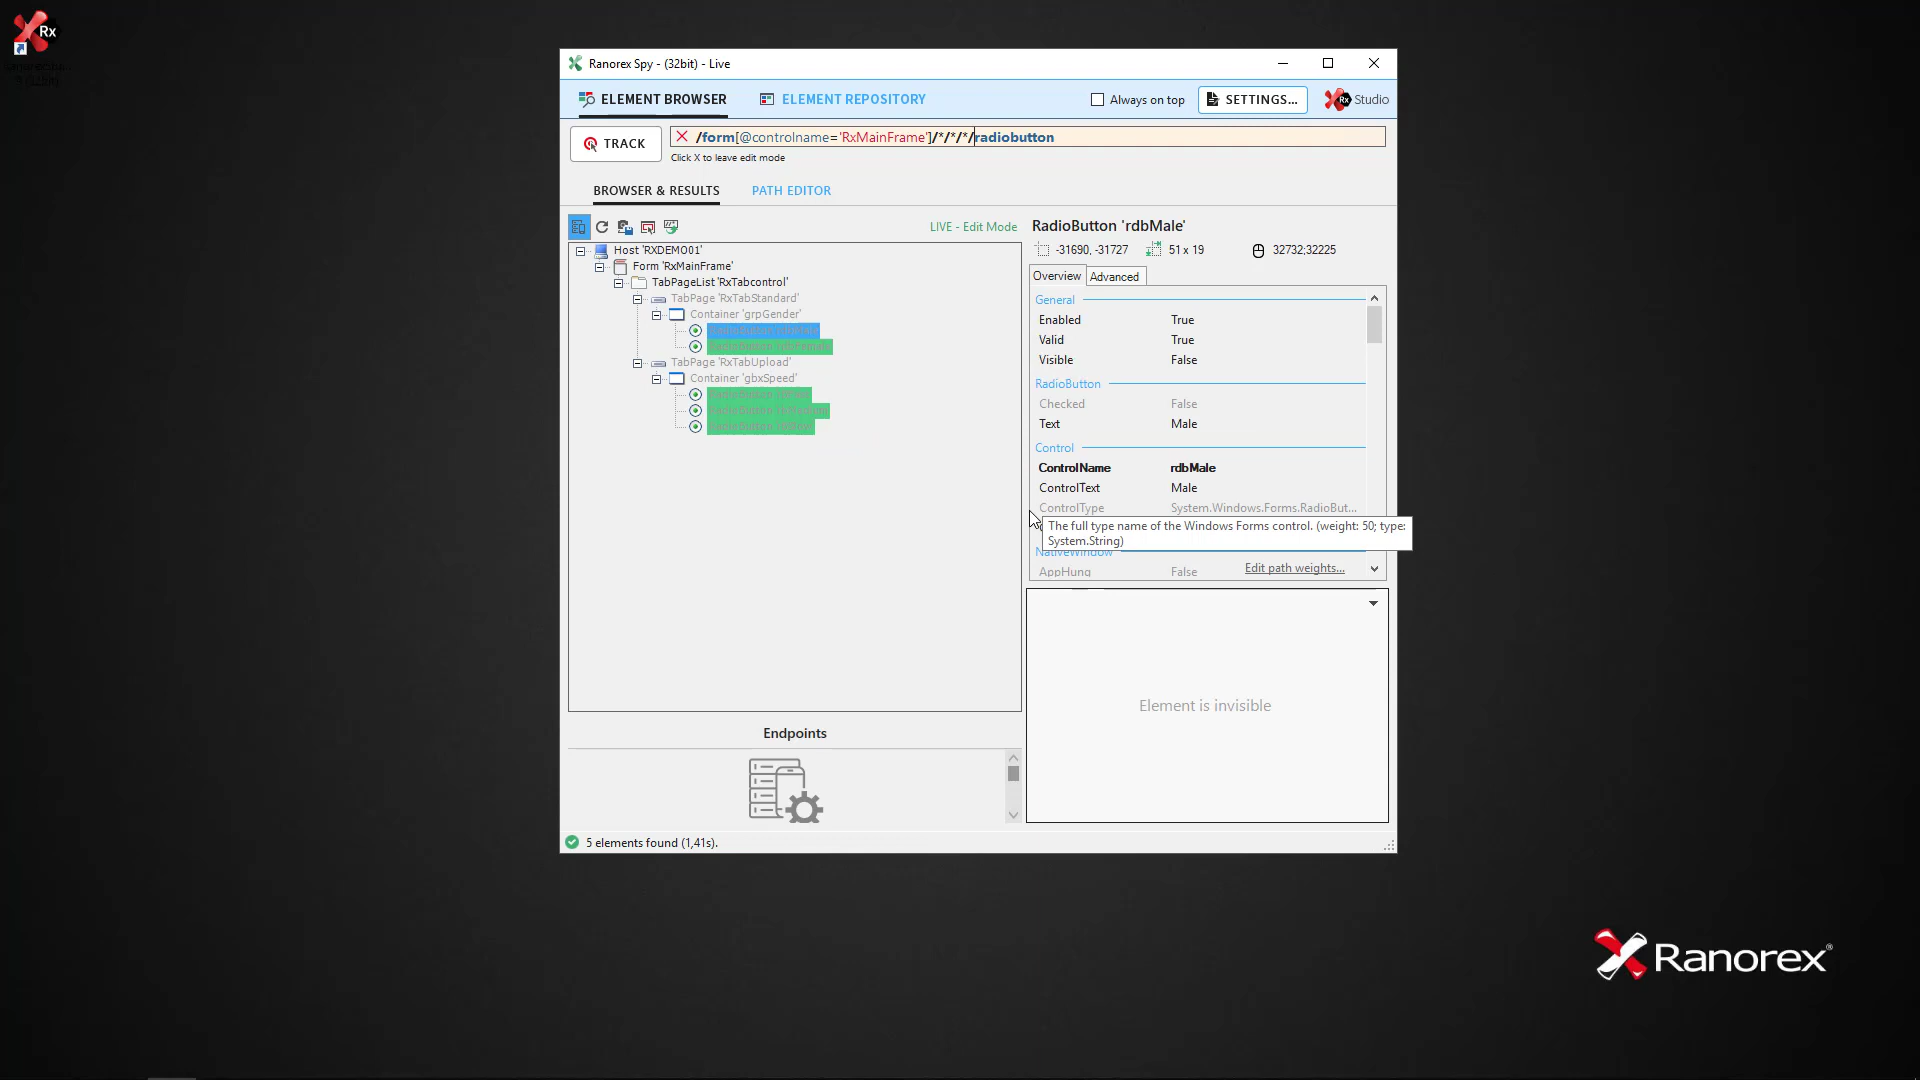 Rx
Ranorex Spy - (32bit) - Live
ELEMENT BROWSER
ELEMENT REPOSITORY
Always on top
SETTINGS...
Rx Studio
TRACK
/form[@controlname='RxMainFrame']/*/*/*/radiobutton
Click X to leave edit mode
BROWSER & RESULTS
PATH EDITOR
LIVE - Edit Mode
Host 'RXDEMO01'
Form 'RxMainFrame'
TabPageList 'RxTabcontrol'
TabPage 'RxTabStandard'
Container 'grpGender'
TabPage 'RxTabUpload'
Container 'gbxSpeed'
Endpoints
RadioButton 'rdbMale'
-31690, -31727
51 x 19
32732;32225
Overview
Advanced
General
Enabled True
Valid True
Visible False
RadioButton
Checked False
Text Male
Control
ControlName rdbMale
ControlText Male
ControlType System.Windows.Forms.RadioBut...
The full type name of the Windows Forms control. (weight: 50; type:
System.String)
NativeWindow
AppHung False
Edit path weights...
Element is invisible
5 elements found (1,41s).
Ranorex®